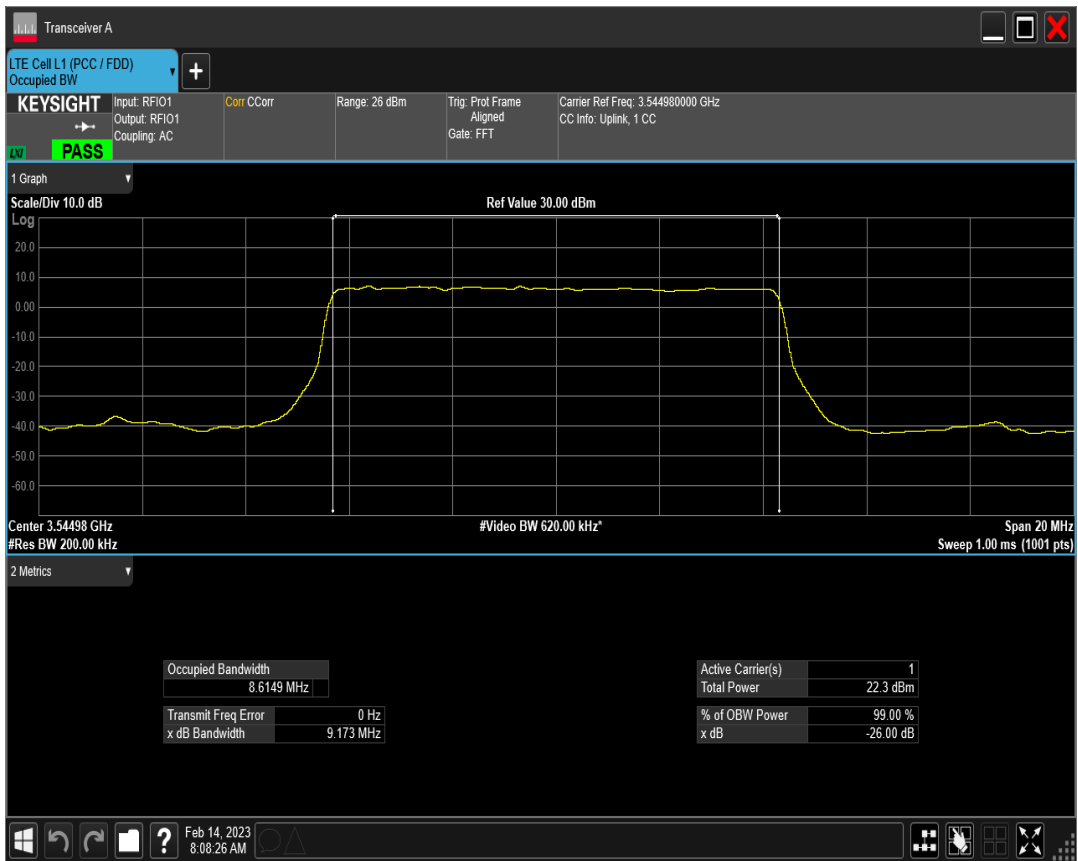 Transceiver A
LTE Cell L1 (PCC / FDD)
Occupied BW
+
KEYSIGHT
LXI
PASS
Input: RFIO1
Output: RFIO1
Coupling: AC
Corr CCorr
Range: 26 dBm
Trig: Prot Frame
Aligned
Gate: FFT
Carrier Ref Freq: 3.544980000 GHz
CC Info: Uplink, 1 CC
1 Graph
Scale/Div 10.0 dB
Ref Value 30.00 dBm
Log
20.0
10.0
0.00
-10.0
-20.0
-30.0
-40.0
-50.0
-60.0
Center 3.54498 GHz
#Video BW 620.00 kHz*
Span 20 MHz
#Res BW 200.00 kHz
Sweep 1.00 ms (1001 pts)
2 Metrics
Occupied Bandwidth
8.6149 MHz
Transmit Freq Error 0 Hz
x dB Bandwidth 9.173 MHz
Active Carrier(s) 1
Total Power 22.3 dBm
% of OBW Power 99.00 %
x dB -26.00 dB
?
Feb 14, 2023
8:08:26 AM